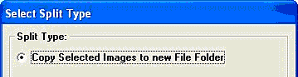 Select Split Type
Split Type:
Copy Selected Images to new File Folder